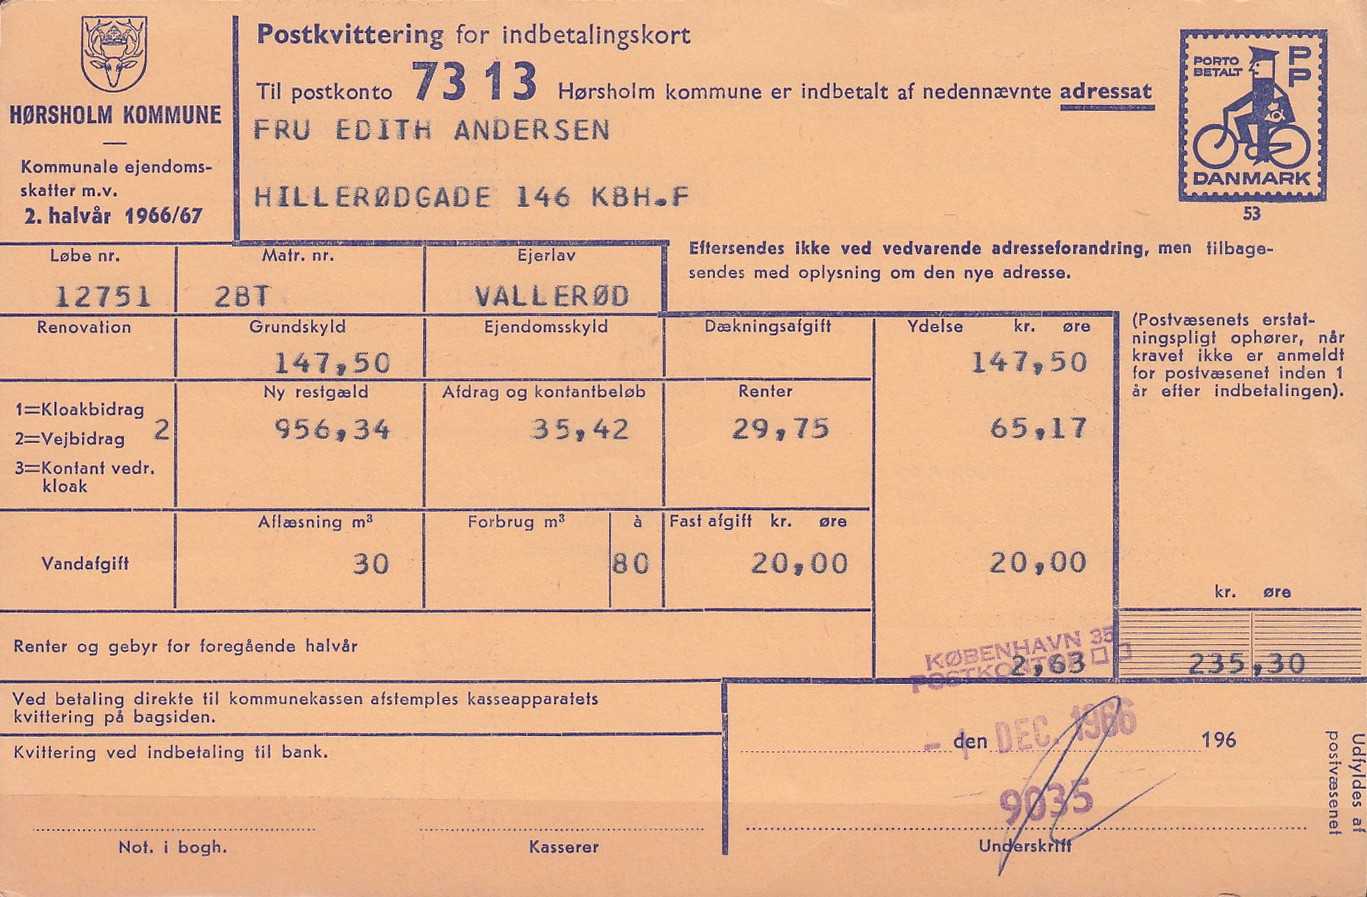 HØRSHOLM KOMMUNE
Kommunale ejendoms-
skatter m.v.
2. halvår 1966/67
Postkvittering for indbetalingskort
Til postkonto 73 13 Hørsholm kommune er indbetalt af nedennævnte adressat
FRU EDITH ANDERSEN
HILLERØDGADE 146 KBH.F
PORTO BETALT PP
DANMARK
53
Eftersendes ikke ved vedvarende adresseforandring, men tilbage-
sendes med oplysning om den nye adresse.
Løbe nr. Matr. nr. Ejerlav
12751 2BT VALLERØD
Renovation Grundskyld Ejendomsskyld Dækningsafgift Ydelse kr. øre
147,50 147,50
(Postvæsenets erstat-
ningspligt ophører, når
kravet ikke er anmeldt
for postvæsenet inden 1
år efter indbetalingen).
Ny restgæld Afdrag og kontantbeløb Renter
1=Kloakbidrag
2=Vejbidrag 2 956,34 35,42 29,75 65,17
3=Kontant vedr.
kloak
Aflæsning m³ Forbrug m³ à Fast afgift kr. øre
Vandafgift 30 80 20,00 20,00
kr. øre
Renter og gebyr for foregående halvår
KØBENHAVN 35
POSTKONTOR
2,63 235,30
Ved betaling direkte til kommunekassen afstemples kasseapparatets
kvittering på bagsiden.
Kvittering ved indbetaling til bank.
den 196
- 1 DEC. 1966
9035
Not. i bogh. Kasserer Underskrift
Udfyldes af
postvæsenet